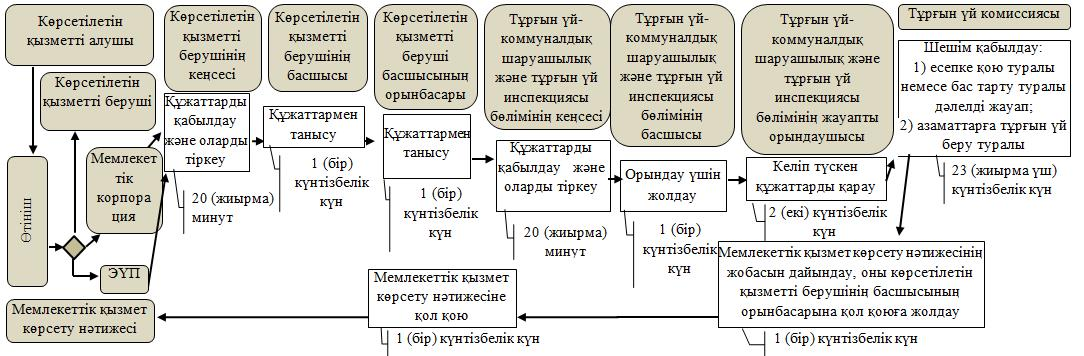 Көрсетілетін
қызметті алушы
Көрсетілетін
қызметті беруші
Өтініш
Мемлекет
тік
корпора
ция
ЭҮП
Көрсетілетін
қызметті
берушінің
кеңсесі
Құжаттарды
қабылдау
және оларды
тіркеу
20 (жиырма)
минут
Көрсетілетін
қызметті
берушінің
басшысы
Құжаттармен
танысу
1 (бір)
күнтізбелік
күн
Көрсетілетін
қызметті
беруші
басшысының
орынбасары
Құжаттармен
танысу
1 (бір)
күнтізбелік
күн
Тұрғын үй-
коммуналдық
шаруашылық
және тұрғын үй
инспекциясы
бөлімінің кеңсесі
Құжаттарды
қабылдау және
оларды тіркеу
20 (жиырма)
минут
Тұрғын үй-
коммуналдық
шаруашылық
және тұрғын үй
инспекциясы
бөлімінің
басшысы
Орындау үшін
жолдау
1 (бір)
күнтізбелік
күн
Тұрғын үй-
коммуналдық
шаруашылық және
тұрғын үй
инспекциясы
бөлімінің жауапты
орындаушысы
Келіп түскен
құжаттарды қарау
2 (екі) күнтізбелік
күн
Тұрғын үй комиссиясы
Шешім қабылдау:
1) есепке қою туралы
немесе бас тарту туралы
дәлелді жауап;
2) азаматтарға тұрғын үй
беру туралы
23 (жиырма үш)
күнтізбелік күн
Мемлекеттік қызмет көрсету нәтижесінің
жобасын дайындау, оны көрсетілетін
қызметті берушінің басшысының
орынбасарына қол қоюға жолдау
1 (бір) күнтізбелік күн
Мемлекеттік қызмет
көрсету нәтижесіне
қол қою
1 (бір) күнтізбелік күн
Мемлекеттік қызмет
көрсету нәтижесі